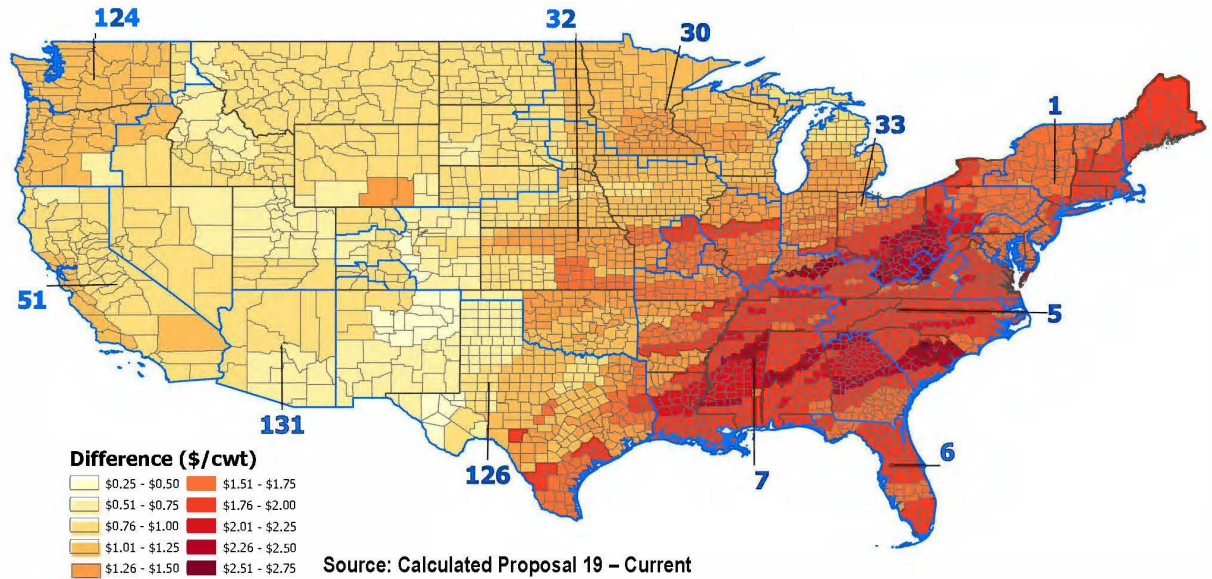 124
32
30
33
1
51
5
131
126
7
6
Difference ($/cwt)
$0.25 - $0.50
$0.51 - $0.75
$0.76 - $1.00
$1.01 - $1.25
$1.26 - $1.50
$1.51 - $1.75
$1.76 - $2.00
$2.01 - $2.25
$2.26 - $2.50
$2.51 - $2.75
Source: Calculated Proposal 19 – Current